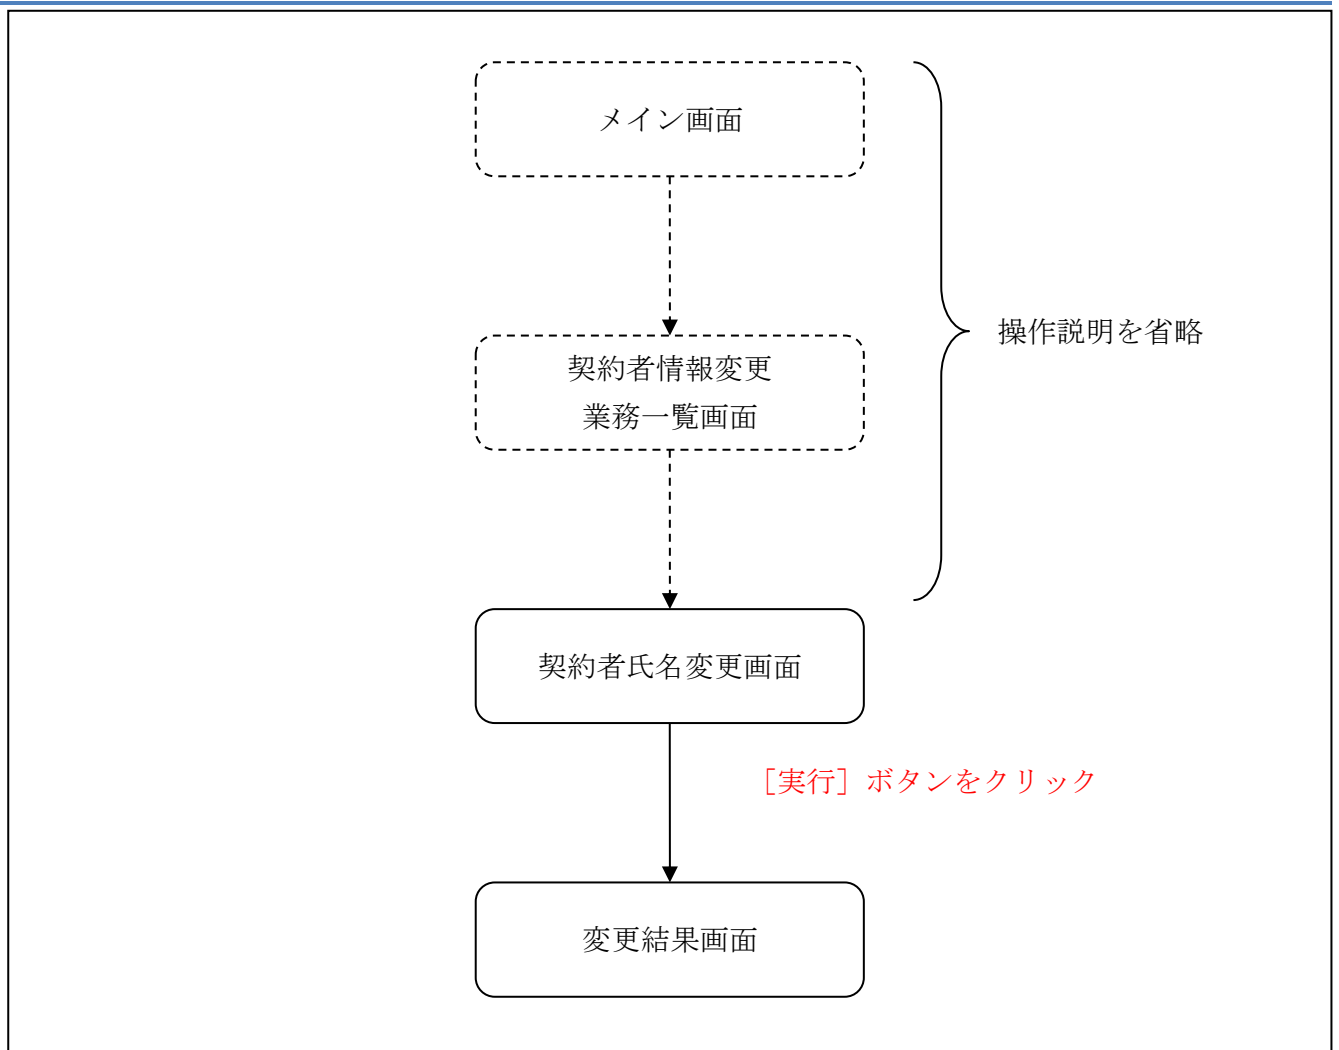 メイン画面
契約者情報変更
業務一覧画面
操作説明を省略
契約者氏名変更画面
［実行］ボタンをクリック
変更結果画面